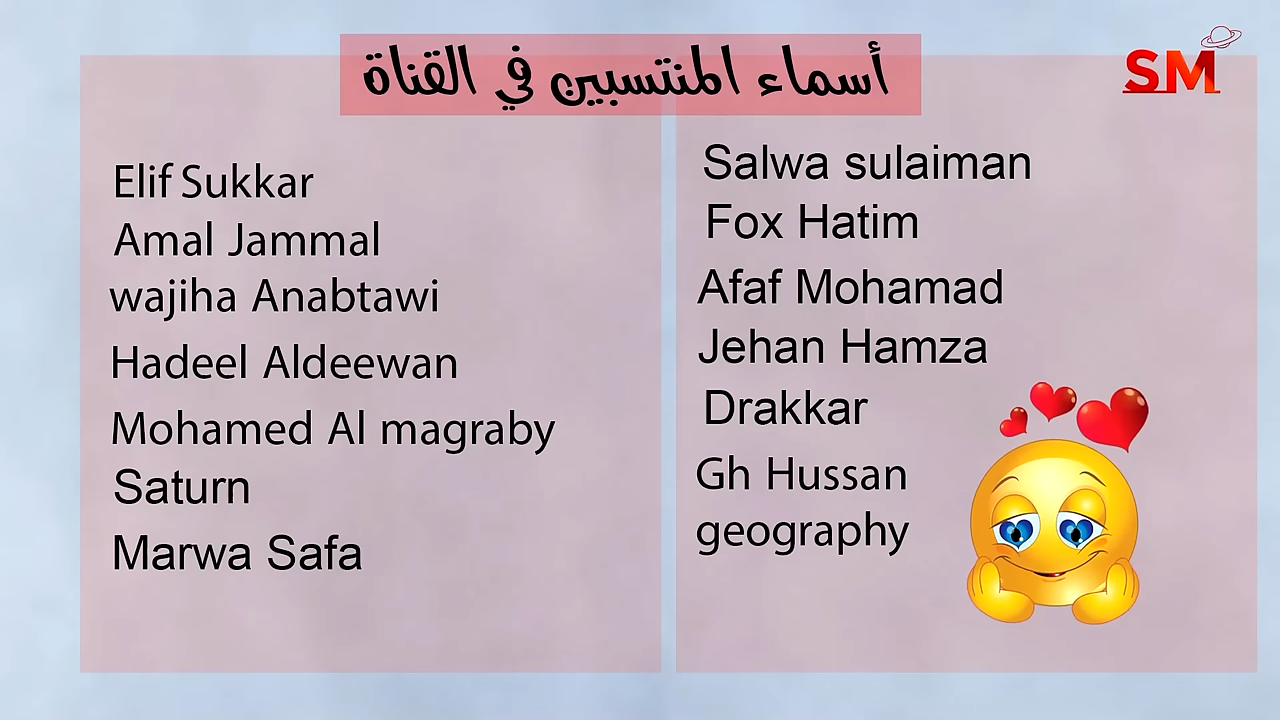 أسماء المنتسبين في القناة
SM
Elif Sukkar
Amal Jammal
wajiha Anabtawi
Hadeel Aldeewan
Mohamed Al magraby
Saturn
Marwa Safa
Salwa sulaiman
Fox Hatim
Afaf Mohamad
Jehan Hamza
Drakkar
Gh Hussan
geography